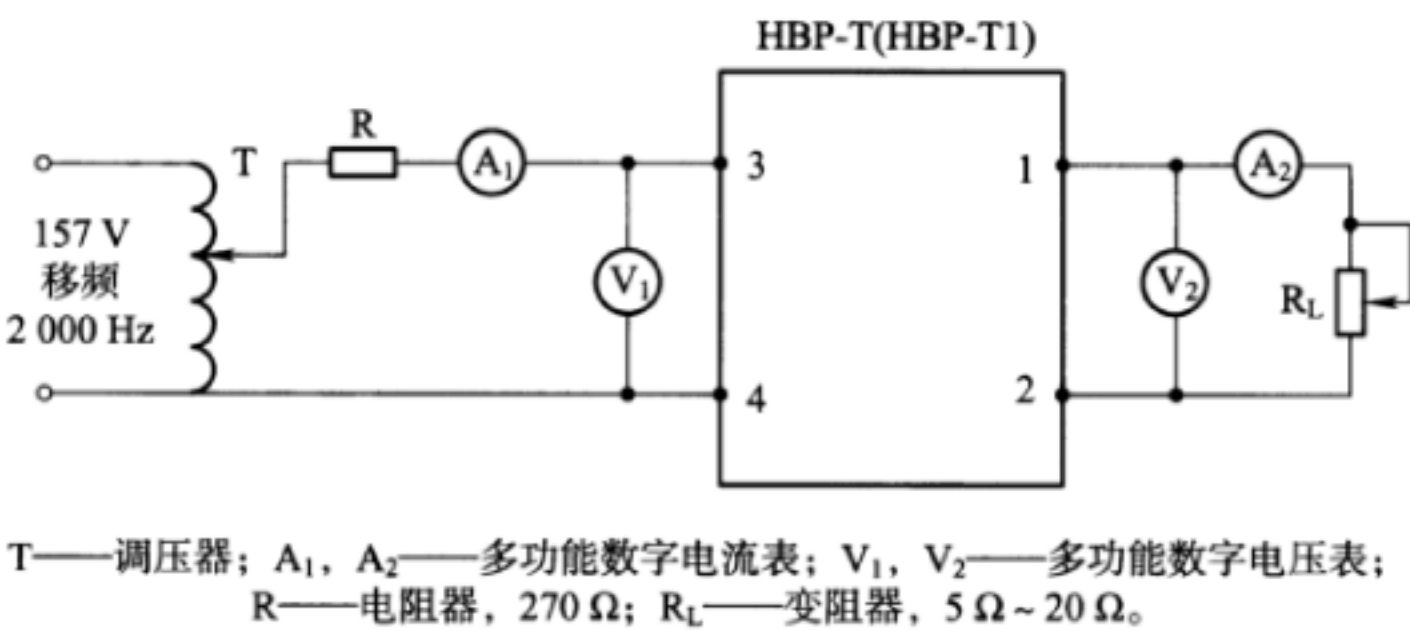 HBP-T(HBP-T1)
R
T
A₁
3
1
A₂
157 V
移频
2 000 Hz
V₁
V₂
R_L
4
2
T——调压器；A₁，A₂——多功能数字电流表；V₁，V₂——多功能数字电压表；
R——电阻器，270 Ω；R_L——变阻器，5 Ω~20 Ω。